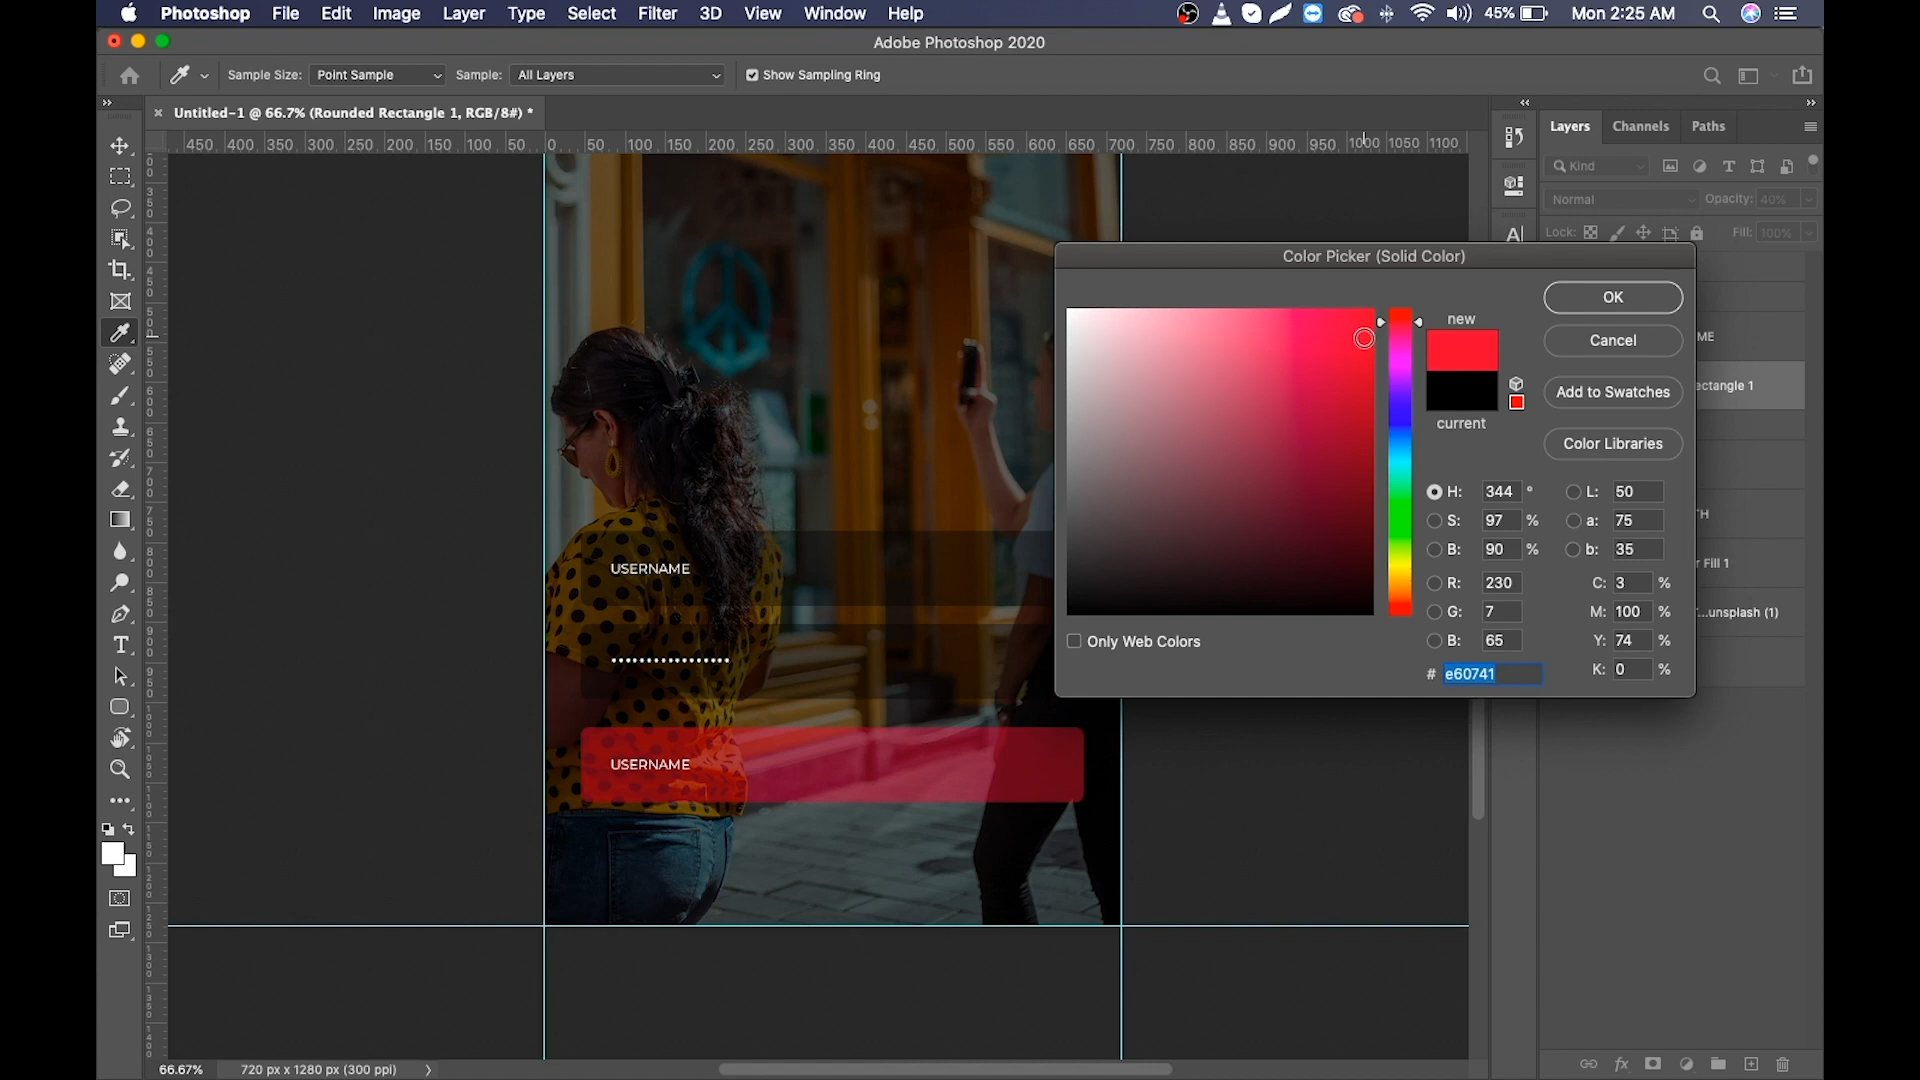 Photoshop File Edit Image Layer Type Select Filter 3D View Window Help 45% Mon 2:25 AM
Adobe Photoshop 2020
Sample Size: Point Sample Sample: All Layers Show Sampling Ring
Untitled-1 @ 66.7% (Rounded Rectangle 1, RGB/8#) *
Layers Channels Paths
450 400 350 300 250 200 150 100 50 0 50 100 150 200 250 300 350 400 450 500 550 600 650 700 750 800 850 900 950 1000 1050 1100
Kind
Normal Opacity: 40%
Lock: Fill: 100%
Color Picker (Solid Color)
OK
new
Cancel
ME
ectangle 1
Add to Swatches
current
Color Libraries
H: 344 ° L: 50
S: 97 % a: 75
TH
B: 90 % b: 35
r Fill 1
R: 230 C: 3 %
G: 7 M: 100 %
...unsplash (1)
B: 65 Y: 74 %
Only Web Colors
# e60741 K: 0 %
USERNAME
USERNAME
66.67% 720 px x 1280 px (300 ppi)